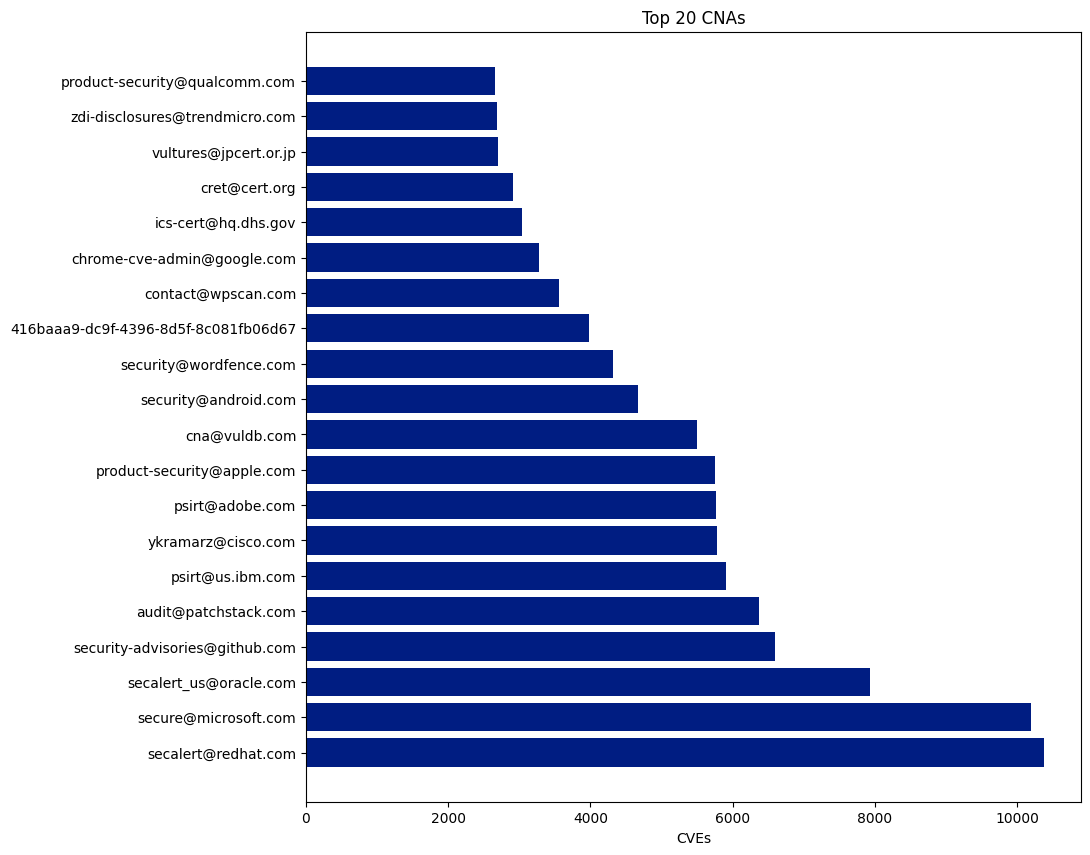 Top 20 CNAs
product-security@qualcomm.com
zdi-disclosures@trendmicro.com
vultures@jpcert.or.jp
cret@cert.org
ics-cert@hq.dhs.gov
chrome-cve-admin@google.com
contact@wpscan.com
416baaa9-dc9f-4396-8d5f-8c081fb06d67
security@wordfence.com
security@android.com
cna@vuldb.com
product-security@apple.com
psirt@adobe.com
ykramarz@cisco.com
psirt@us.ibm.com
audit@patchstack.com
security-advisories@github.com
secalert_us@oracle.com
secure@microsoft.com
secalert@redhat.com
0 2000 4000 6000 8000 10000
CVEs